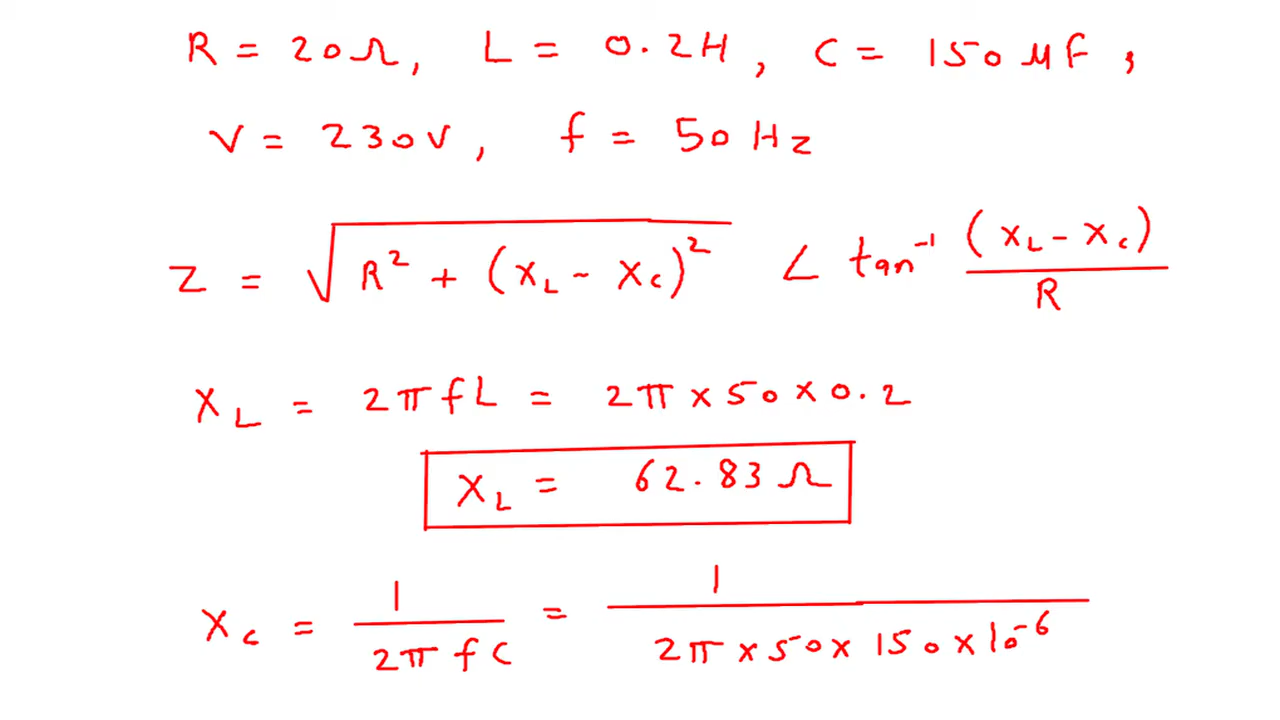 R = 20Ω, L = 0.2H, C = 150 μF,
V = 230V, f = 50 Hz
Z = √(R² + (X_L - X_C)²) ∠ tan⁻¹ (X_L - X_C)/R
X_L = 2πfL = 2π × 50 × 0.2
X_L = 62.83 Ω
X_C = 1/(2πfC) = 1/(2π × 50 × 150 × 10⁻⁶)